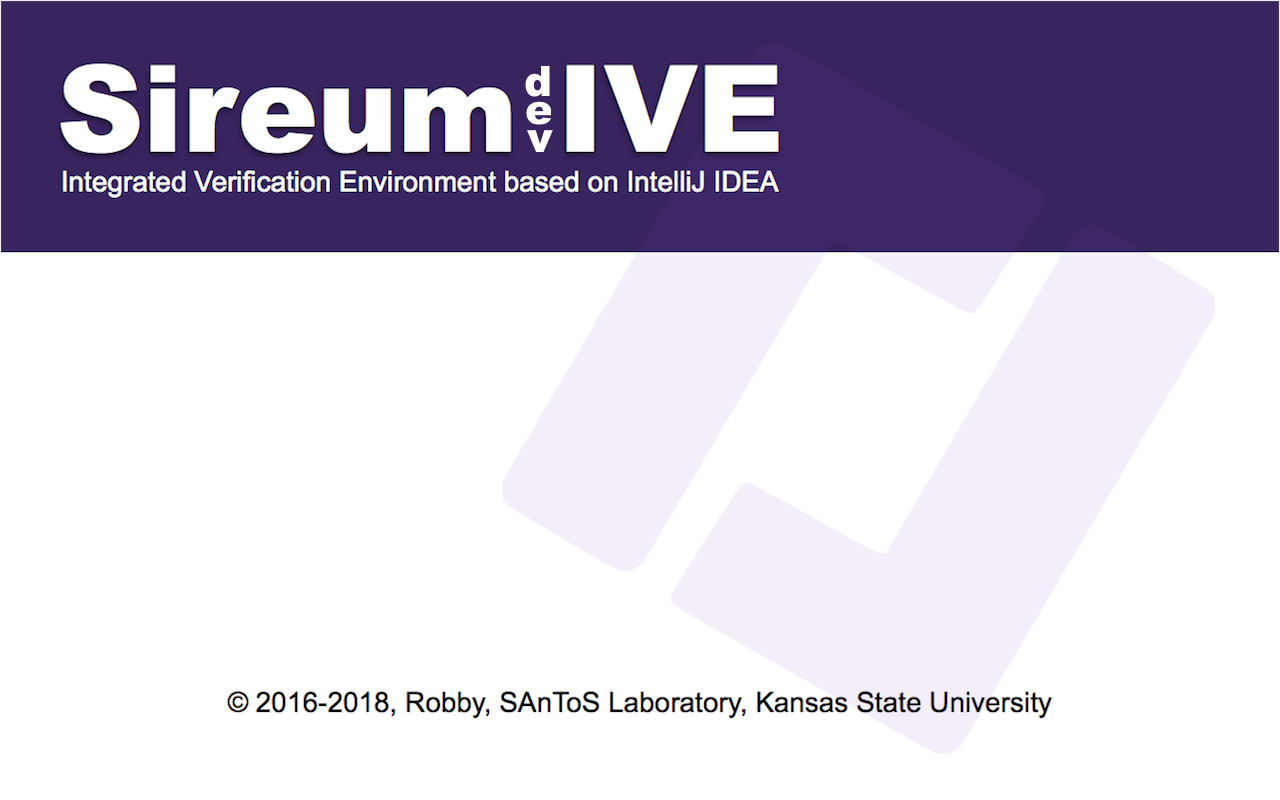 Sireum dev IVE
Integrated Verification Environment based on IntelliJ IDEA
© 2016-2018, Robby, SAnToS Laboratory, Kansas State University